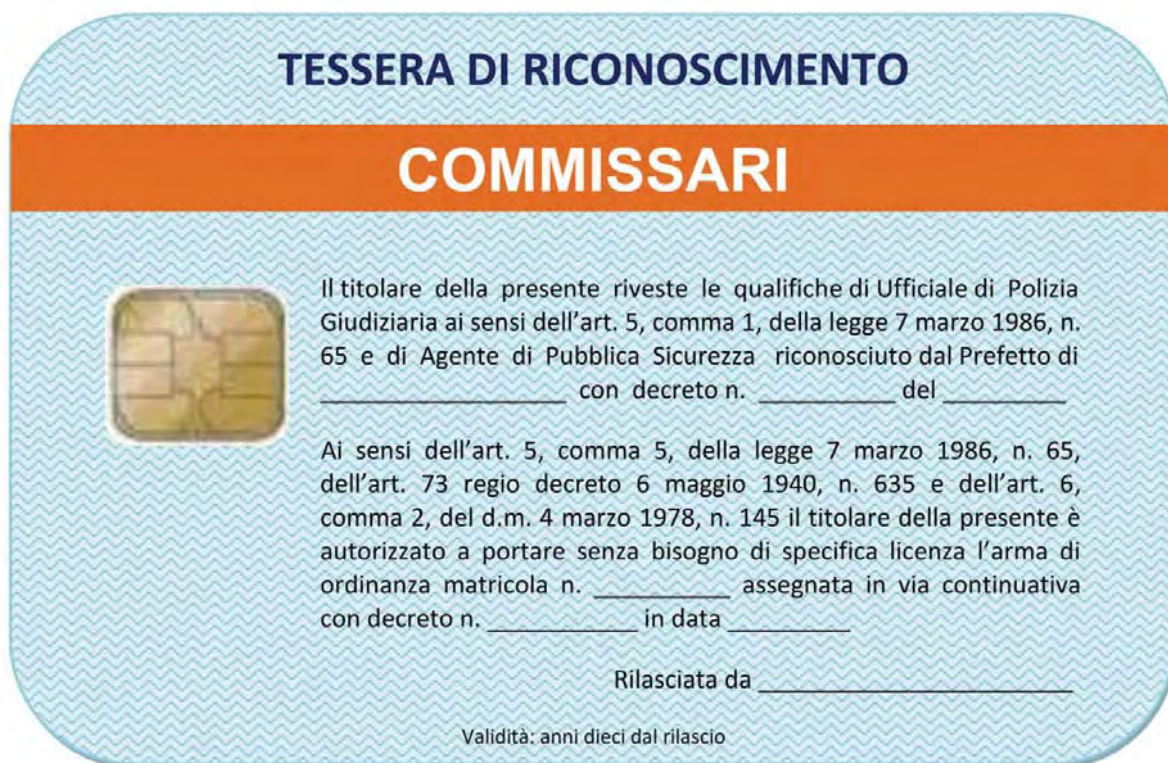 TESSERA DI RICONOSCIMENTO
COMMISSARI
Il titolare della presente riveste le qualifiche di Ufficiale di Polizia
Giudiziaria ai sensi dell’art. 5, comma 1, della legge 7 marzo 1986, n.
65 e di Agente di Pubblica Sicurezza riconosciuto dal Prefetto di
__________________ con decreto n. __________ del _________
Ai sensi dell’art. 5, comma 5, della legge 7 marzo 1986, n. 65,
dell’art. 73 regio decreto 6 maggio 1940, n. 635 e dell’art. 6,
comma 2, del d.m. 4 marzo 1978, n. 145 il titolare della presente è
autorizzato a portare senza bisogno di specifica licenza l’arma di
ordinanza matricola n. __________ assegnata in via continuativa
con decreto n. ___________ in data _________
Rilasciata da _______________________
Validità: anni dieci dal rilascio